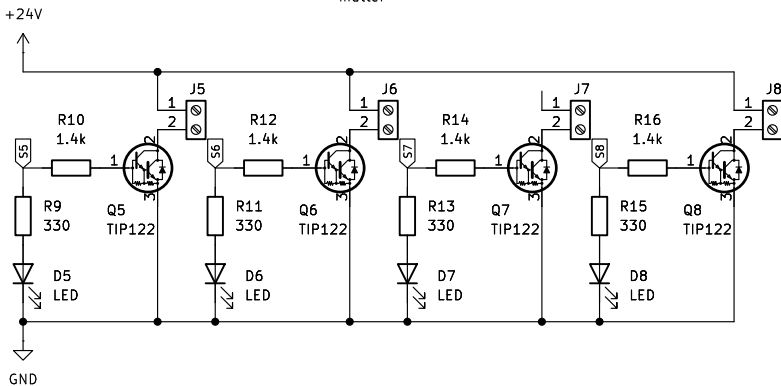 +24V
J5
J6
J7
J8
1
2
1
2
1
2
1
2
R10
1.4k
R12
1.4k
R14
1.4k
R16
1.4k
S5
S6
S7
S8
1
2
3
1
2
3
1
2
3
1
2
3
R9
330
Q5
TIP122
R11
330
Q6
TIP122
R13
330
Q7
TIP122
R15
330
Q8
TIP122
D5
LED
D6
LED
D7
LED
D8
LED
GND